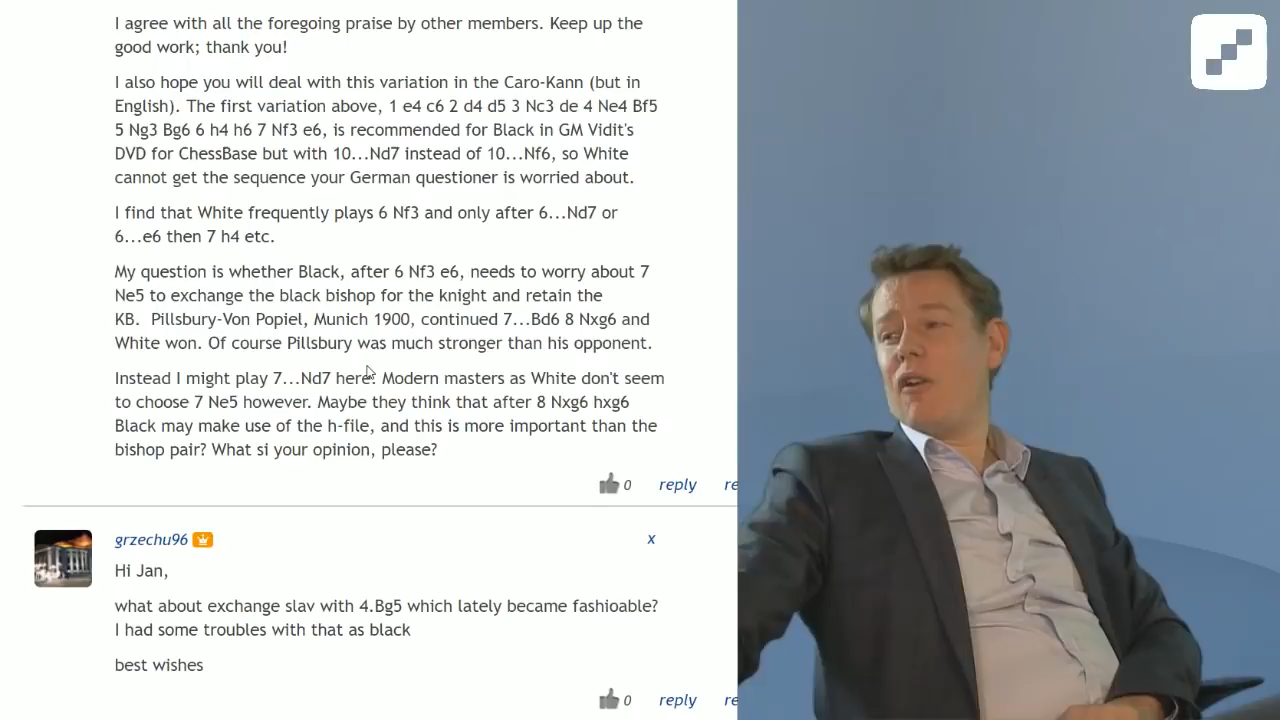 I agree with all the foregoing praise by other members. Keep up the
good work; thank you!
I also hope you will deal with this variation in the Caro-Kann (but in
English). The first variation above, 1 e4 c6 2 d4 d5 3 Nc3 de 4 Ne4 Bf5
5 Ng3 Bg6 6 h4 h6 7 Nf3 e6, is recommended for Black in GM Vidit's
DVD for ChessBase but with 10...Nd7 instead of 10...Nf6, so White
cannot get the sequence your German questioner is worried about.
I find that White frequently plays 6 Nf3 and only after 6...Nd7 or
6...e6 then 7 h4 etc.
My question is whether Black, after 6 Nf3 e6, needs to worry about 7
Ne5 to exchange the black bishop for the knight and retain the
KB. Pillsbury-Von Popiel, Munich 1900, continued 7...Bd6 8 Nxg6 and
White won. Of course Pillsbury was much stronger than his opponent.
Instead I might play 7...Nd7 here. Modern masters as White don't seem
to choose 7 Ne5 however. Maybe they think that after 8 Nxg6 hxg6
Black may make use of the h-file, and this is more important than the
bishop pair? What si your opinion, please?
0 reply re
grzechu96 x
Hi Jan,
what about exchange slav with 4.Bg5 which lately became fashioable?
I had some troubles with that as black
best wishes
0 reply re